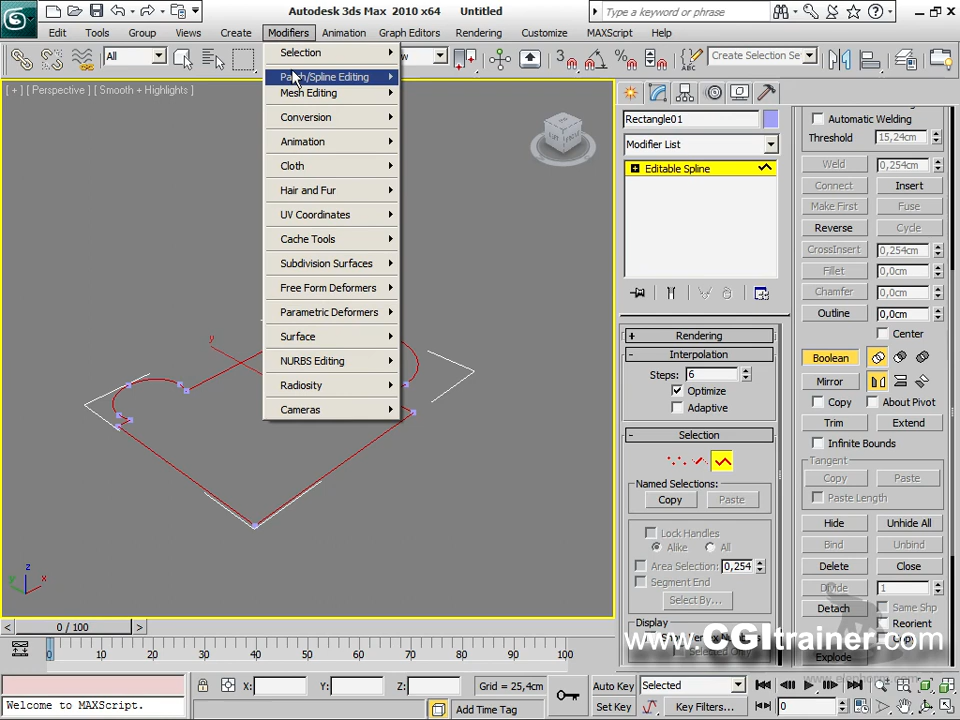 Autodesk 3ds Max 2010 x64 Untitled
Type a keyword or phrase
Edit Tools Group Views Create Modifiers Animation Graph Editors Rendering Customize MAXScript Help
All
View
Create Selection Se
[ + ] [ Perspective ] [ Smooth + Highlights ]
Selection
Patch/Spline Editing
Mesh Editing
Conversion
Animation
Cloth
Hair and Fur
UV Coordinates
Cache Tools
Subdivision Surfaces
Free Form Deformers
Parametric Deformers
Surface
NURBS Editing
Radiosity
Cameras
y
z
x
Rectangle01
Modifier List
Editable Spline
Rendering
Interpolation
Steps: 6
Optimize
Adaptive
Selection
Named Selections:
Copy Paste
Lock Handles
Alike All
Area Selection: 0,254
Segment End
Select By...
Display
Automatic Welding
Threshold 15,24cm
Weld 0,254cm
Connect Insert
Make First Fuse
Reverse Cycle
CrossInsert 0,254cm
Fillet 0,0cm
Chamfer 0,0cm
Outline 0,0cm
Center
Boolean
Mirror
Copy About Pivot
Trim Extend
Infinite Bounds
Tangent
Copy Paste
Paste Length
Hide Unhide All
Bind Unbind
Delete Close
Divide 1
Detach Same Shp
Reorient
Copy
Explode
www.CGItrainer.com
0 / 100
0 10 20 30 40 50 60 70 80 90 100
X: Y: Z: Grid = 25,4cm
Auto Key Selected
Welcome to MAXScript. Add Time Tag Set Key Key Filters... 0